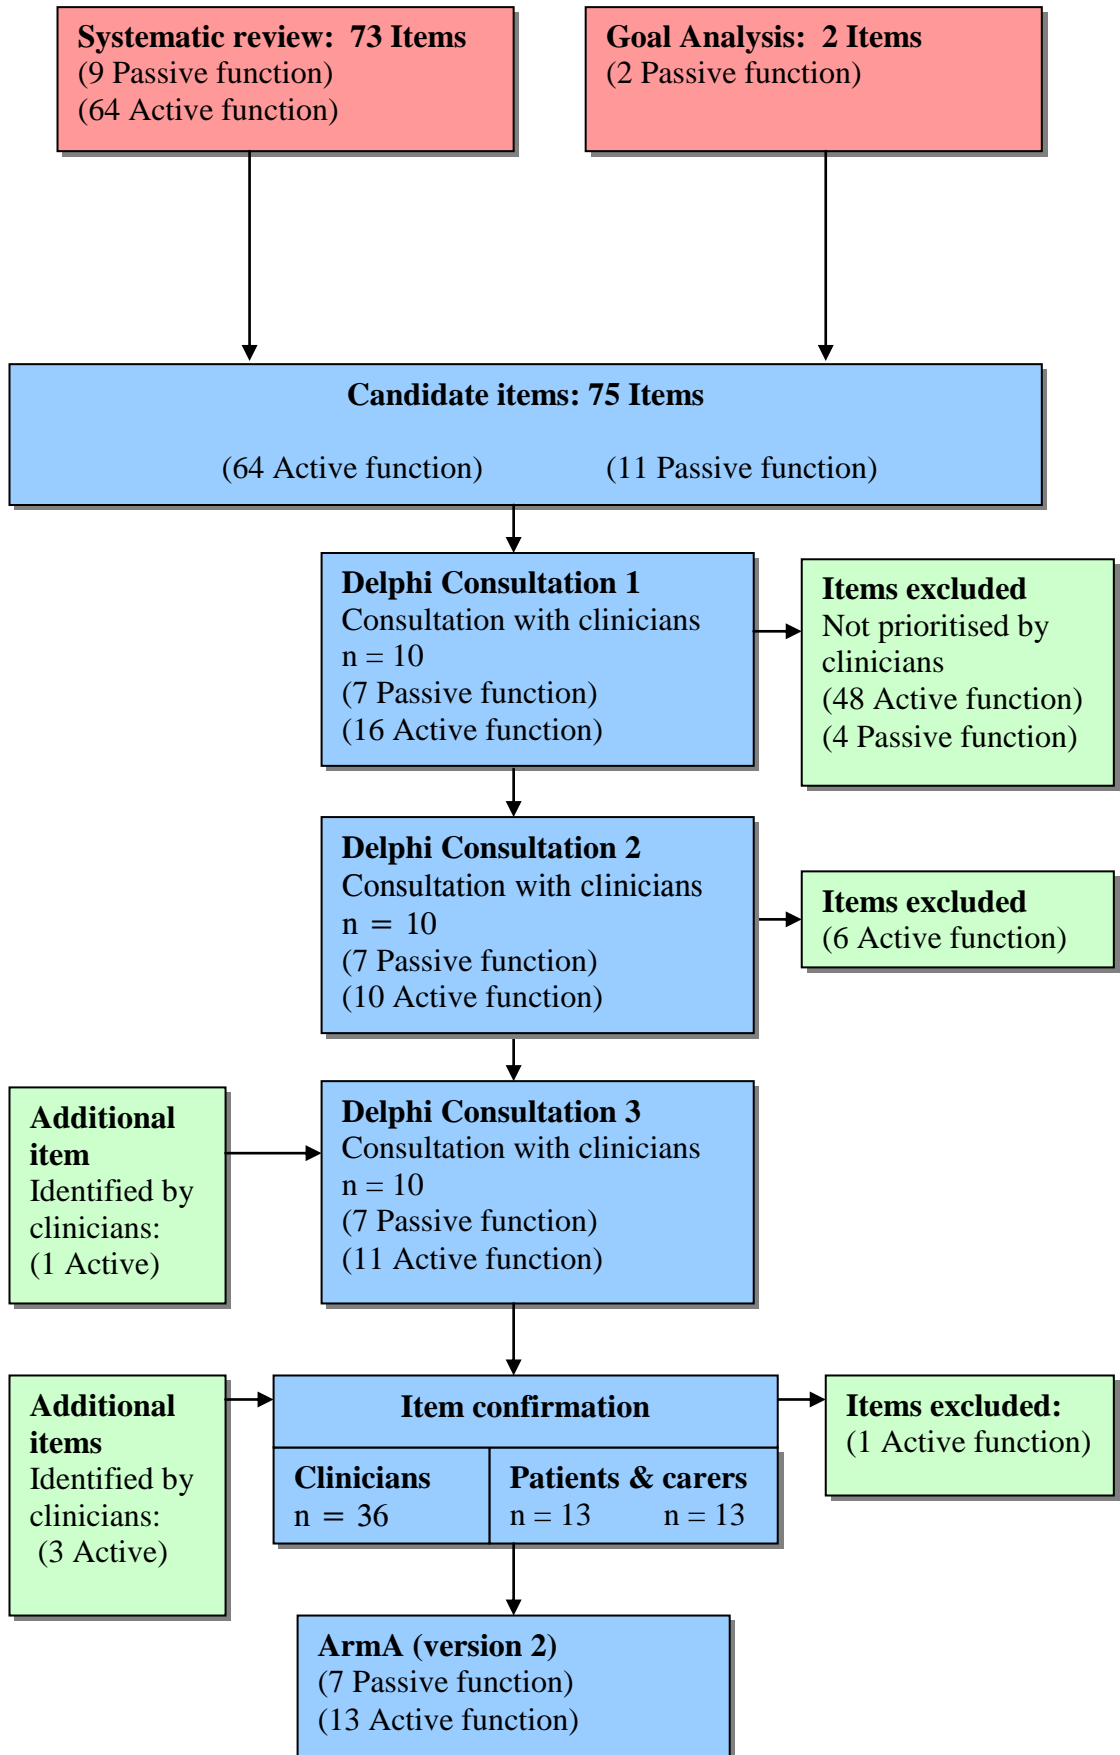 Systematic review:  73 Items
(9 Passive function)
(64 Active function)
Goal Analysis:  2 Items
(2 Passive function)
Candidate items: 75 Items
(64 Active function) (11 Passive function)
Delphi Consultation 1
Consultation with clinicians
n = 10
(7 Passive function)
(16 Active function)
Items excluded
Not prioritised by
clinicians
(48 Active function)
(4 Passive function)
Delphi Consultation 2
Consultation with clinicians
n = 10
(7 Passive function)
(10 Active function)
Items excluded
(6 Active function)
Additional
item
Identified by
clinicians:
(1 Active)
Delphi Consultation 3
Consultation with clinicians
n = 10
(7 Passive function)
(11 Active function)
Additional
items
Identified by
clinicians:
(3 Active)
Item confirmation
Clinicians
n = 36
Patients & carers
n = 13 n = 13
Items excluded:
(1 Active function)
ArmA (version 2)
(7 Passive function)
(13 Active function)